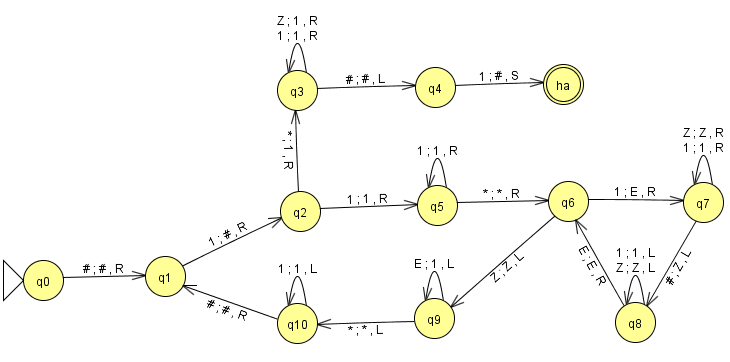 Z ; 1 , R
1 ; 1 , R
q3
# ; # , L
q4
1 ; # , S
ha
* ; 1 , R
1 ; 1 , R
Z ; Z , R
1 ; 1 , R
q2
1 ; 1 , R
q5
* ; * , R
q6
1 ; E , R
q7
1 ; # , R
q0
# ; # , R
q1
1 ; 1 , L
E ; 1 , L
Z ; Z , L
E ; E , R
1 ; 1 , L
Z ; Z , L
# ; Z , L
# ; # , R
q10
* ; * , L
q9
q8